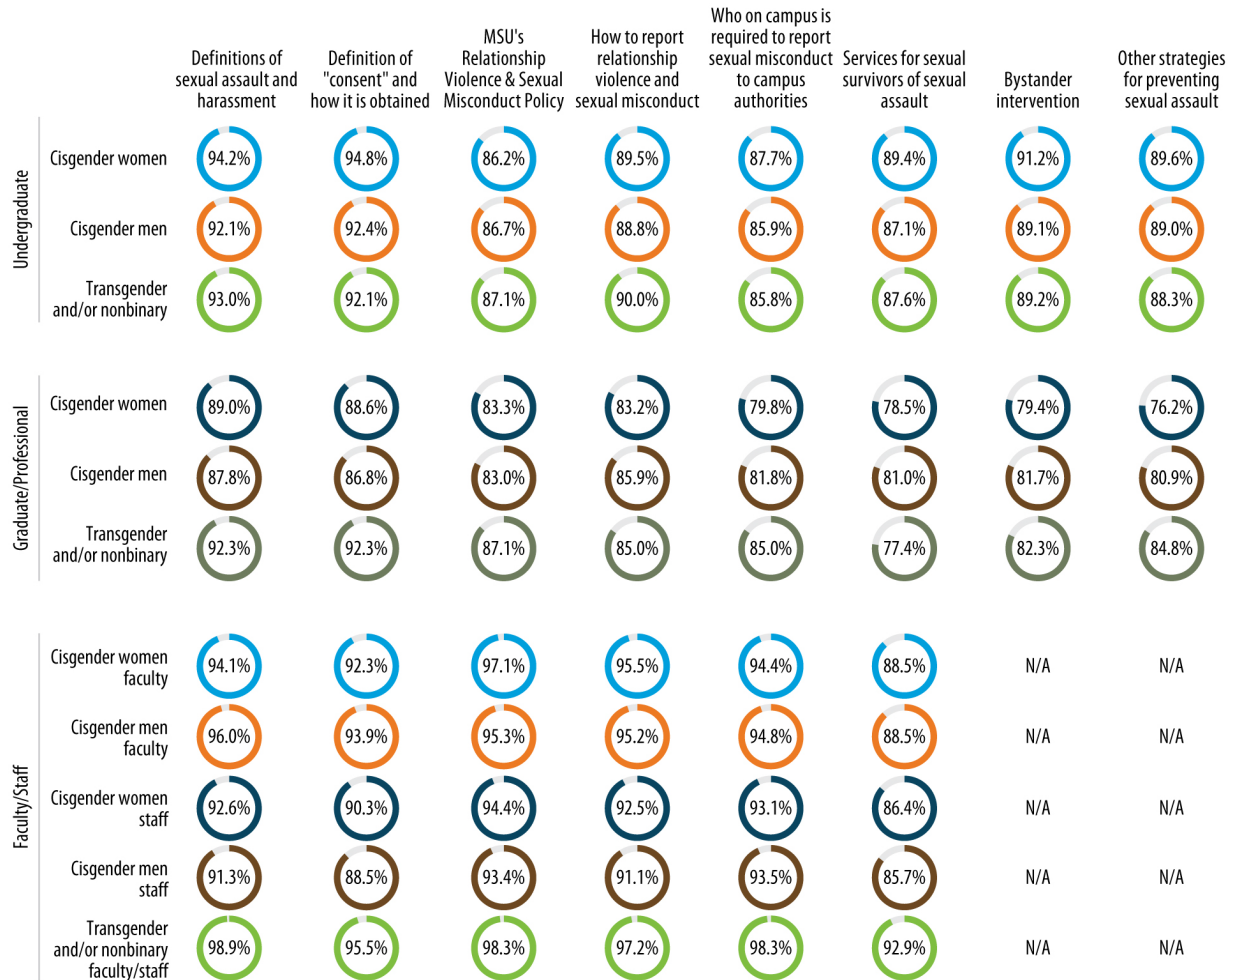 Definitions of
sexual assault and
harassment
Definition of
"consent" and
how it is obtained
MSU's
Relationship
Violence & Sexual
Misconduct Policy
How to report
relationship
violence and
sexual misconduct
Who on campus is
required to report
sexual misconduct
to campus
authorities
Services for sexual
survivors of sexual
assault
Bystander
intervention
Other strategies
for preventing
sexual assault
Undergraduate
Cisgender women
94.2% 94.8% 86.2% 89.5% 87.7% 89.4% 91.2% 89.6%
Cisgender men
92.1% 92.4% 86.7% 88.8% 85.9% 87.1% 89.1% 89.0%
Transgender
and/or nonbinary
93.0% 92.1% 87.1% 90.0% 85.8% 87.6% 89.2% 88.3%
Graduate/Professional
Cisgender women
89.0% 88.6% 83.3% 83.2% 79.8% 78.5% 79.4% 76.2%
Cisgender men
87.8% 86.8% 83.0% 85.9% 81.8% 81.0% 81.7% 80.9%
Transgender
and/or nonbinary
92.3% 92.3% 87.1% 85.0% 85.0% 77.4% 82.3% 84.8%
Faculty/Staff
Cisgender women
faculty
94.1% 92.3% 97.1% 95.5% 94.4% 88.5% N/A N/A
Cisgender men
faculty
96.0% 93.9% 95.3% 95.2% 94.8% 88.5% N/A N/A
Cisgender women
staff
92.6% 90.3% 94.4% 92.5% 93.1% 86.4% N/A N/A
Cisgender men
staff
91.3% 88.5% 93.4% 91.1% 93.5% 85.7% N/A N/A
Transgender
and/or nonbinary
faculty/staff
98.9% 95.5% 98.3% 97.2% 98.3% 92.9% N/A N/A